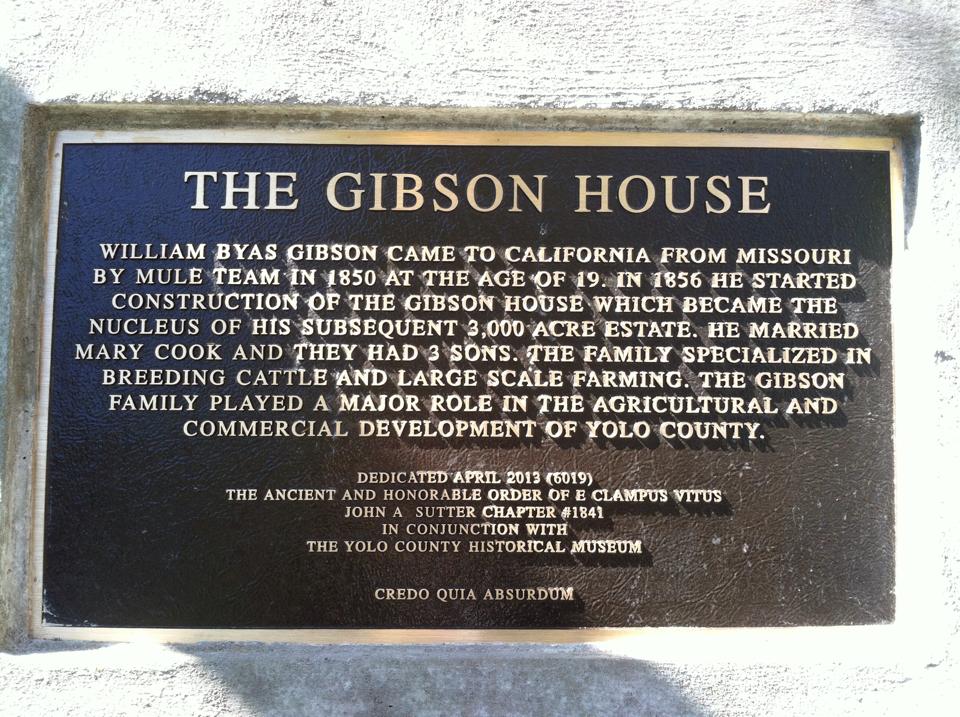 THE GIBSON HOUSE
WILLIAM BYAS GIBSON CAME TO CALIFORNIA FROM MISSOURI
BY MULE TEAM IN 1850 AT THE AGE OF 19. IN 1856 HE STARTED
CONSTRUCTION OF THE GIBSON HOUSE WHICH BECAME THE
NUCLEUS OF HIS SUBSEQUENT 3,000 ACRE ESTATE. HE MARRIED
MARY COOK AND THEY HAD 3 SONS. THE FAMILY SPECIALIZED IN
BREEDING CATTLE AND LARGE SCALE FARMING. THE GIBSON
FAMILY PLAYED A MAJOR ROLE IN THE AGRICULTURAL AND
COMMERCIAL DEVELOPMENT OF YOLO COUNTY.
DEDICATED APRIL 2013 (6019)
THE ANCIENT AND HONORABLE ORDER OF E CLAMPUS VITUS
JOHN A SUTTER CHAPTER #1841
IN CONJUNCTION WITH
THE YOLO COUNTY HISTORICAL MUSEUM
CREDO QUIA ABSURDUM